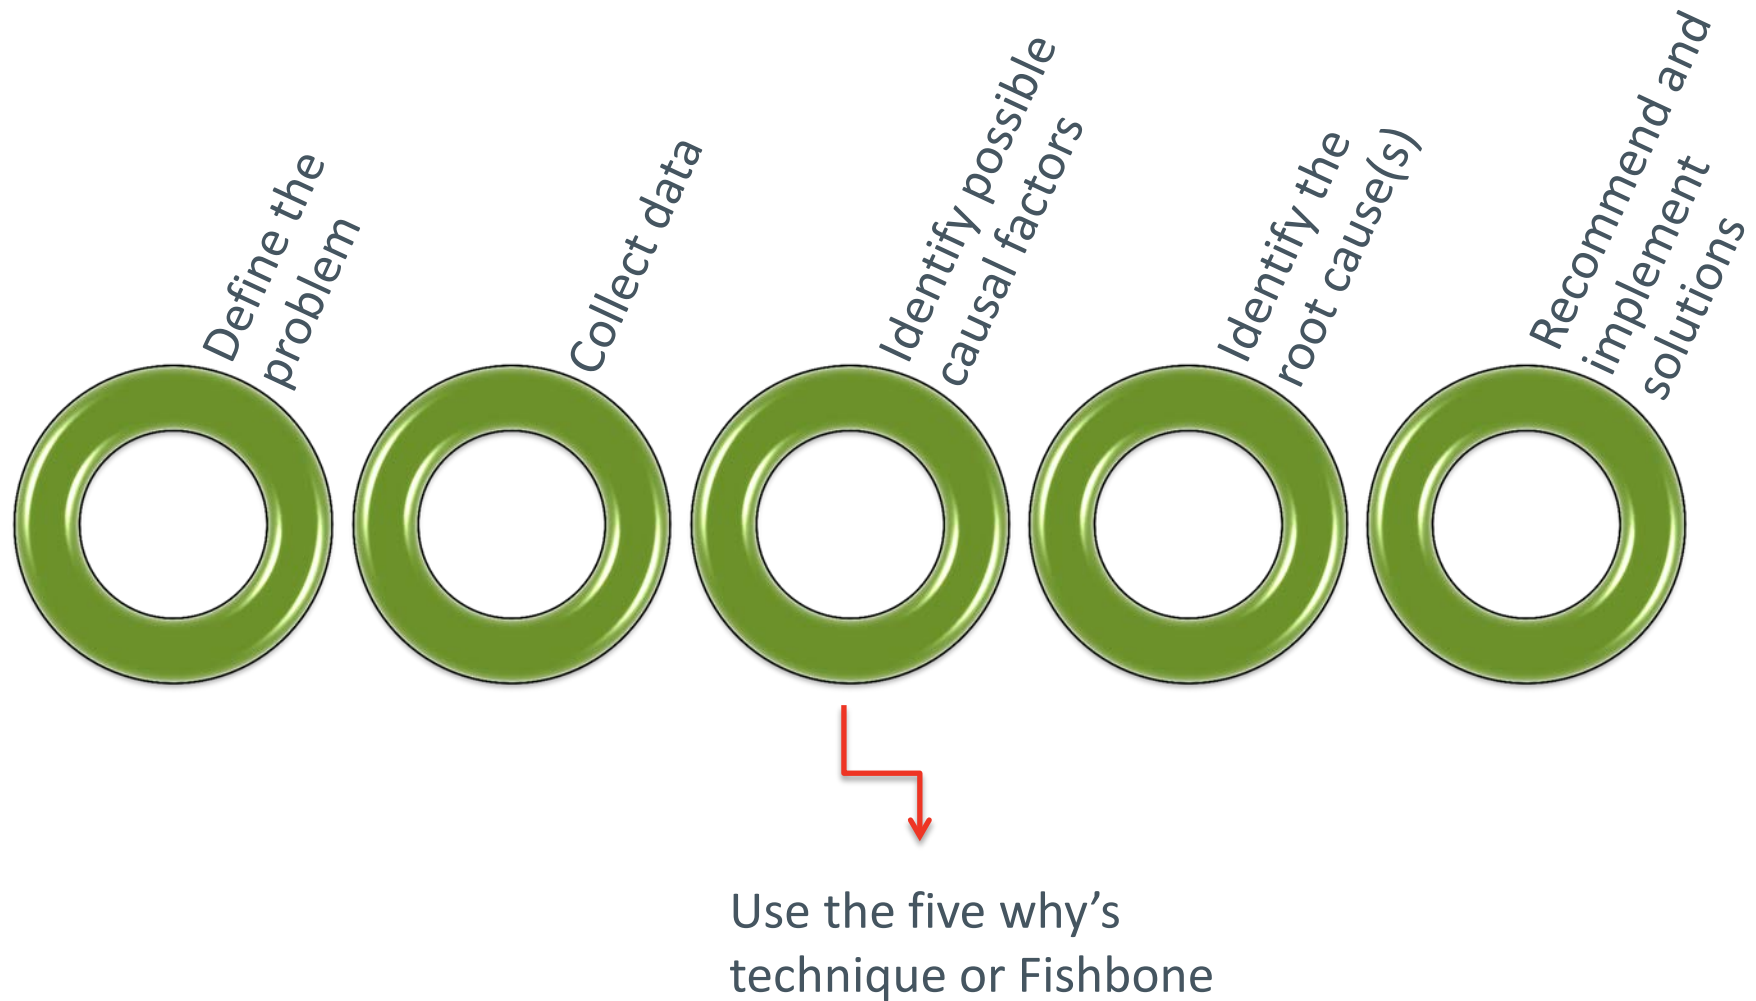 Define the
problem
Collect data
Identify possible
causal factors
Identify the
root cause(s)
Recommend and
implement
solutions
Use the five why’s
technique or Fishbone